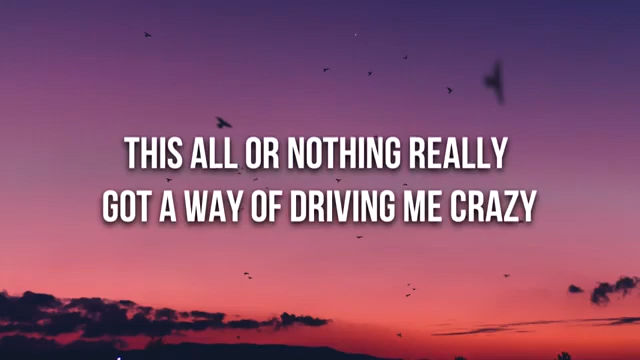 THIS ALL OR NOTHING REALLY
GOT A WAY OF DRIVING ME CRAZY